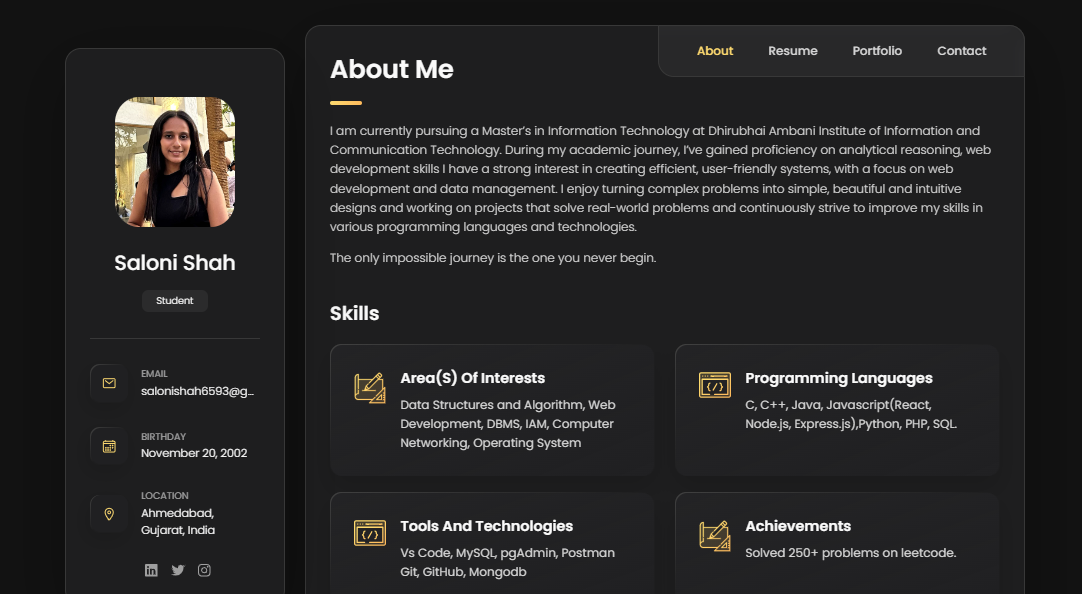 About
Resume
Portfolio
Contact
Saloni Shah
Student
EMAIL
salonishah6593@g...
BIRTHDAY
November 20, 2002
LOCATION
Ahmedabad,
Gujarat, India
About Me
I am currently pursuing a Master's in Information Technology at Dhirubhai Ambani Institute of Information and
Communication Technology. During my academic journey, I've gained proficiency on analytical reasoning, web
development skills I have a strong interest in creating efficient, user-friendly systems, with a focus on web
development and data management. I enjoy turning complex problems into simple, beautiful and intuitive
designs and working on projects that solve real-world problems and continuously strive to improve my skills in
various programming languages and technologies.
The only impossible journey is the one you never begin.
Skills
Area(S) Of Interests
Data Structures and Algorithm, Web
Development, DBMS, IAM, Computer
Networking, Operating System
Programming Languages
C, C++, Java, Javascript(React,
Node.js, Express.js),Python, PHP, SQL.
Tools And Technologies
Vs Code, MySQL, pgAdmin, Postman
Git, GitHub, Mongodb
Achievements
Solved 250+ problems on leetcode.